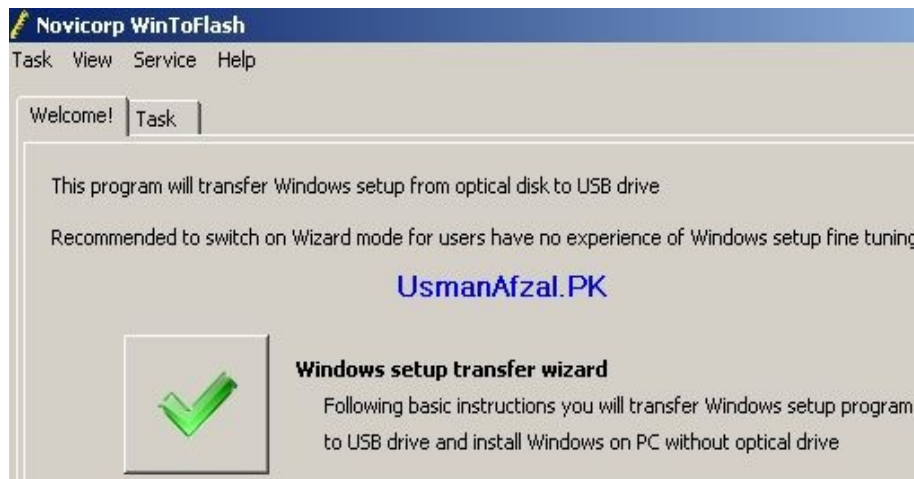 Novicorp WinToFlash
Task View Service Help
Welcome! Task
This program will transfer Windows setup from optical disk to USB drive
Recommended to switch on Wizard mode for users have no experience of Windows setup fine tuning
UsmanAfzal.PK
Windows setup transfer wizard
Following basic instructions you will transfer Windows setup program
to USB drive and install Windows on PC without optical drive